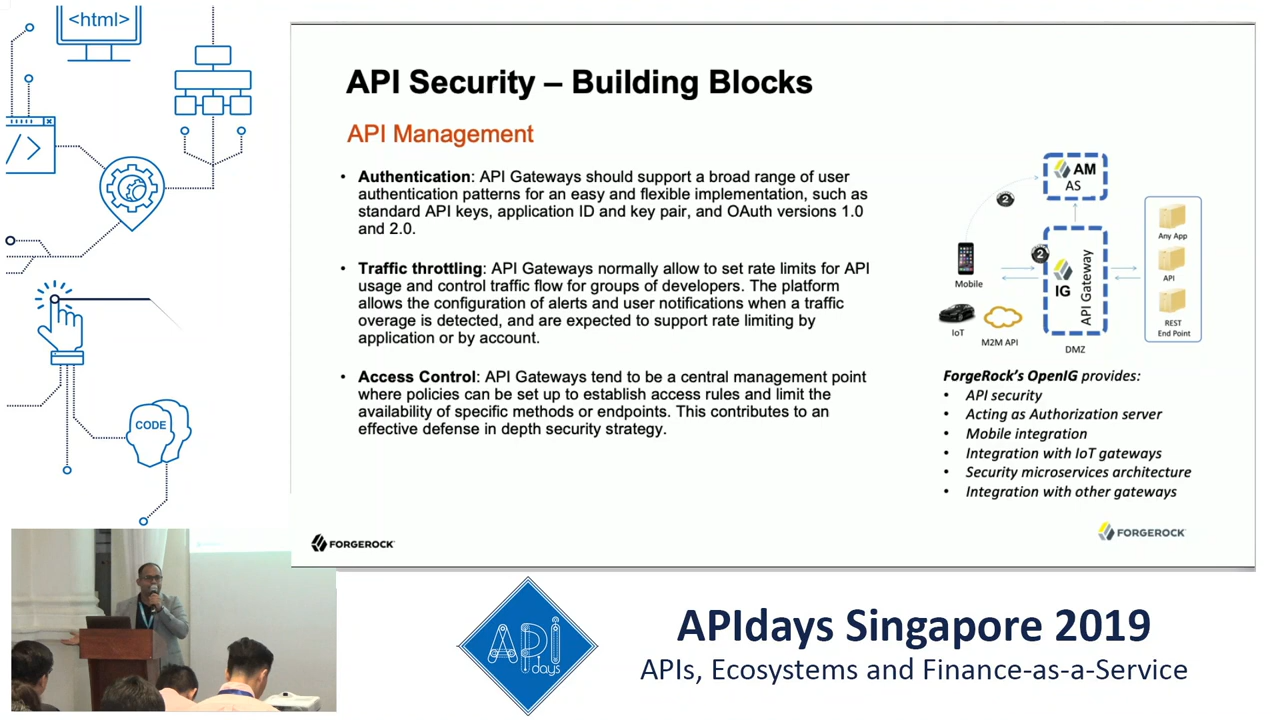 <html>
</>
CODE
API Security – Building Blocks
API Management
• Authentication: API Gateways should support a broad range of user
authentication patterns for an easy and flexible implementation, such as
standard API keys, application ID and key pair, and OAuth versions 1.0
and 2.0.
• Traffic throttling: API Gateways normally allow to set rate limits for API
usage and control traffic flow for groups of developers. The platform
allows the configuration of alerts and user notifications when a traffic
overage is detected, and are expected to support rate limiting by
application or by account.
• Access Control: API Gateways tend to be a central management point
where policies can be set up to establish access rules and limit the
availability of specific methods or endpoints. This contributes to an
effective defense in depth security strategy.
AM
AS
2
2
Mobile
IoT
M2M API
IG
API Gateway
DMZ
Any App
API
REST
End Point
ForgeRock's OpenIG provides:
• API security
• Acting as Authorization server
• Mobile integration
• Integration with IoT gateways
• Security microservices architecture
• Integration with other gateways
FORGEROCK
FORGEROCK
API
days
APIdays Singapore 2019
APIs, Ecosystems and Finance-as-a-Service